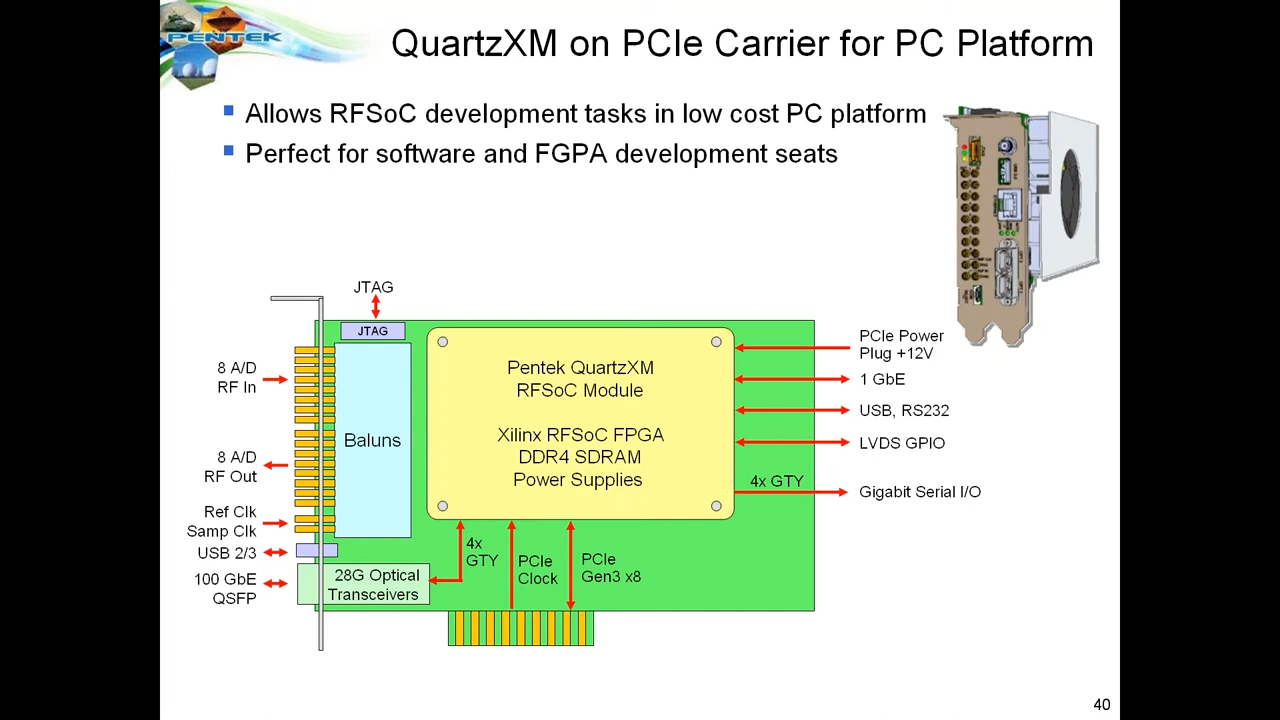 PENTEK
QuartzXM on PCIe Carrier for PC Platform
Allows RFSoC development tasks in low cost PC platform
Perfect for software and FGPA development seats
JTAG
JTAG
8 A/D
RF In
8 A/D
RF Out
Ref Clk
Samp Clk
USB 2/3
100 GbE
QSFP
Baluns
28G Optical
Transceivers
Pentek QuartzXM
RFSoC Module
Xilinx RFSoC FPGA
DDR4 SDRAM
Power Supplies
4x
GTY
PCIe
Clock
PCIe
Gen3 x8
4x GTY
PCIe Power
Plug +12V
1 GbE
USB, RS232
LVDS GPIO
Gigabit Serial I/O
40